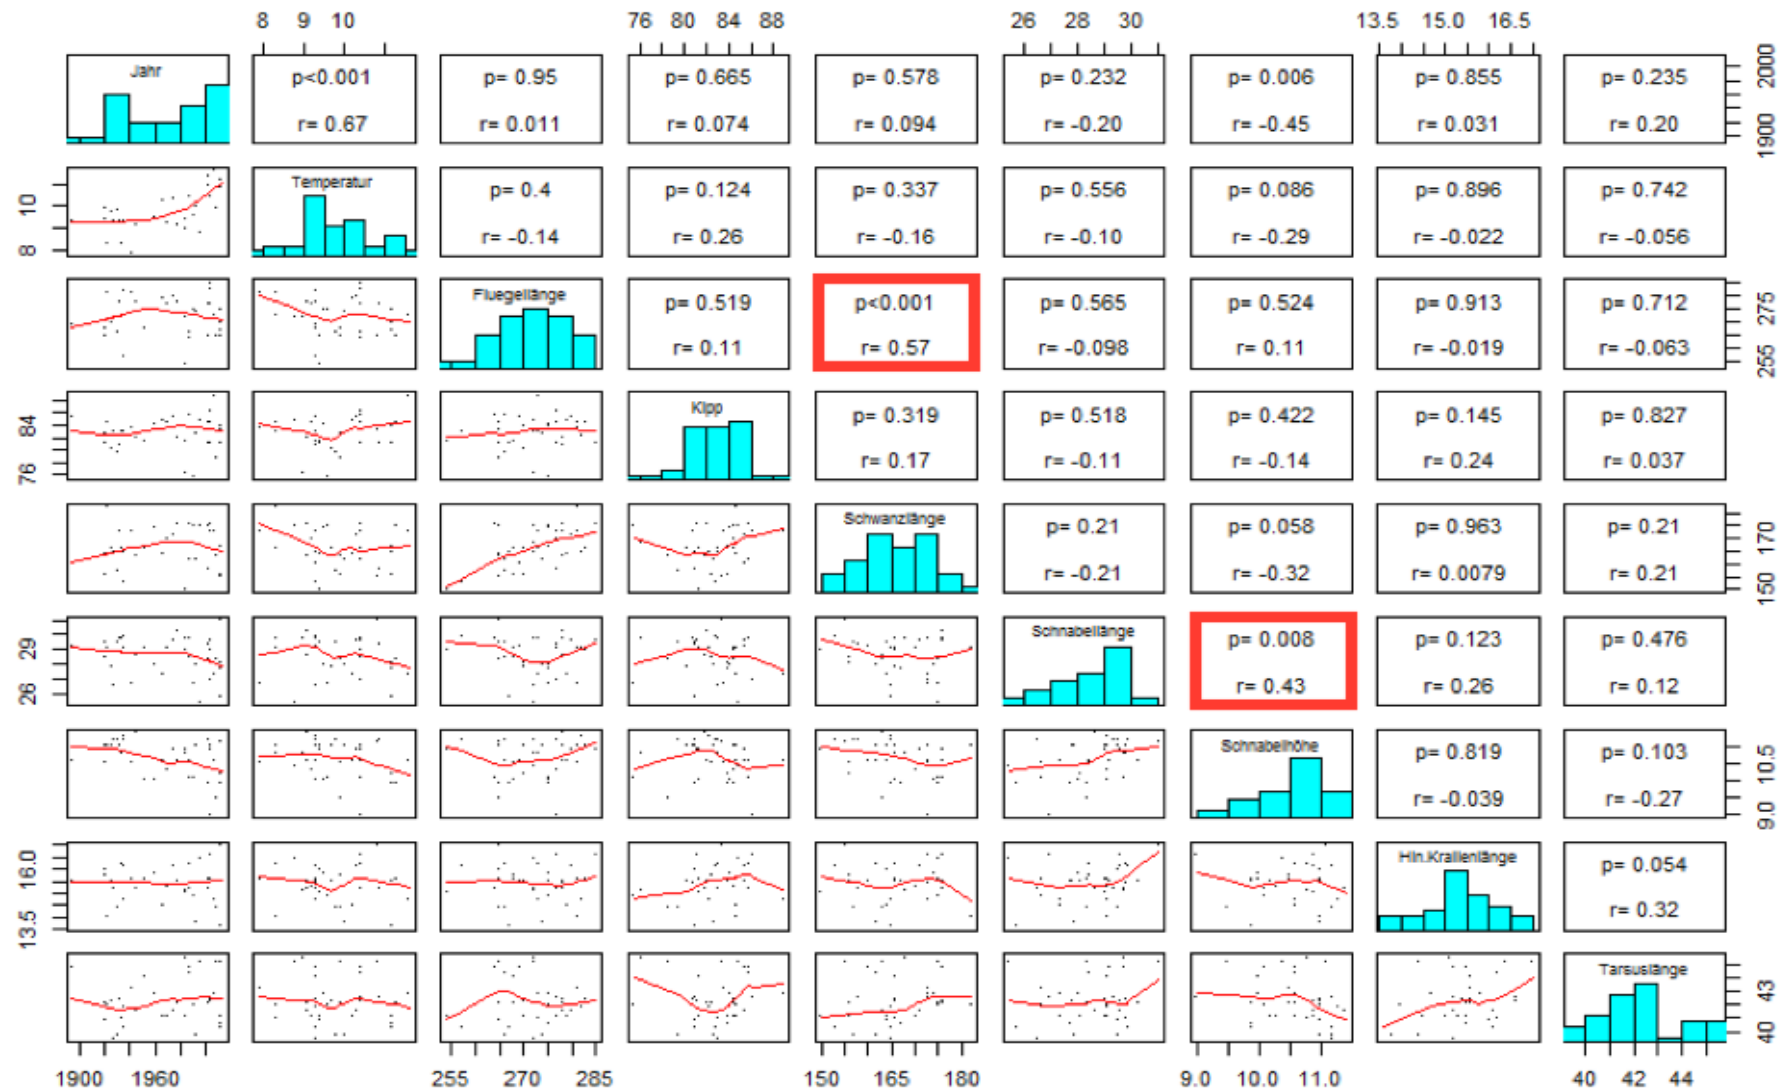 8 9 10 76 80 84 88 26 28 30 13.5 15.0 16.5
Jahr p<0.001 p= 0.95 p= 0.665 p= 0.578 p= 0.232 p= 0.006 p= 0.855 p= 0.235
r= 0.67 r= 0.011 r= 0.074 r= 0.094 r= -0.20 r= -0.45 r= 0.031 r= 0.20
1900 2000
Temperatur p= 0.4 p= 0.124 p= 0.337 p= 0.556 p= 0.086 p= 0.896 p= 0.742
r= -0.14 r= 0.26 r= -0.16 r= -0.10 r= -0.29 r= -0.022 r= -0.056
8 10
Fluegellänge p= 0.519 p<0.001 p= 0.565 p= 0.524 p= 0.913 p= 0.712
r= 0.11 r= 0.57 r= -0.098 r= 0.11 r= -0.019 r= -0.063
255 275
Kipp p= 0.319 p= 0.518 p= 0.422 p= 0.145 p= 0.827
r= 0.17 r= -0.11 r= -0.14 r= 0.24 r= 0.037
76 84
Schwanzlänge p= 0.21 p= 0.058 p= 0.963 p= 0.21
r= -0.21 r= -0.32 r= 0.0079 r= 0.21
150 170
Schnabellänge p= 0.008 p= 0.123 p= 0.476
r= 0.43 r= 0.26 r= 0.12
26 29
Schnabelhöhe p= 0.819 p= 0.103
r= -0.039 r= -0.27
9.0 10.5
Hin.Krallenlänge p= 0.054
r= 0.32
13.5 16.0
Tarsuslänge
40 43
1900 1960 255 270 285 150 165 180 9.0 10.0 11.0 40 42 44